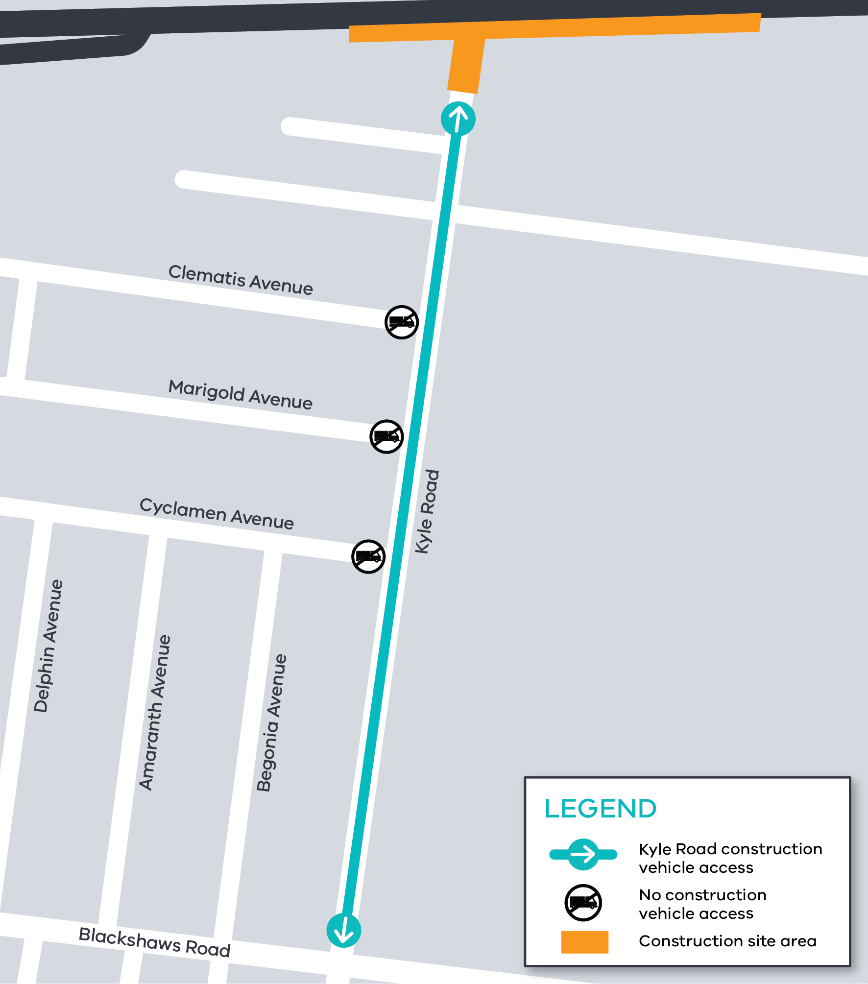 Clematis Avenue
Marigold Avenue
Cyclamen Avenue
Kyle Road
Delphin Avenue
Amaranth Avenue
Begonia Avenue
Blackshaws Road
LEGEND
Kyle Road construction
vehicle access
No construction
vehicle access
Construction site area